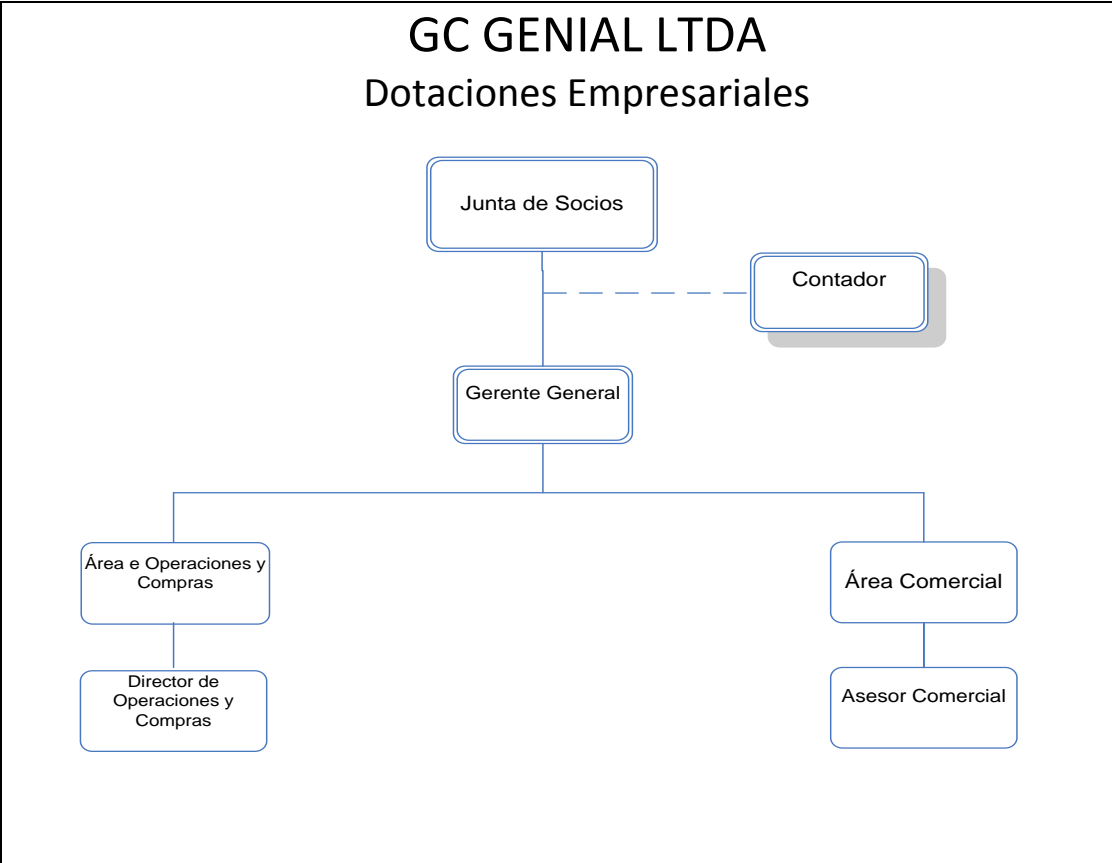 GC GENIAL LTDA
Dotaciones Empresariales
Junta de Socios
Contador
Gerente General
Área e Operaciones y
Compras
Área Comercial
Director de
Operaciones y
Compras
Asesor Comercial